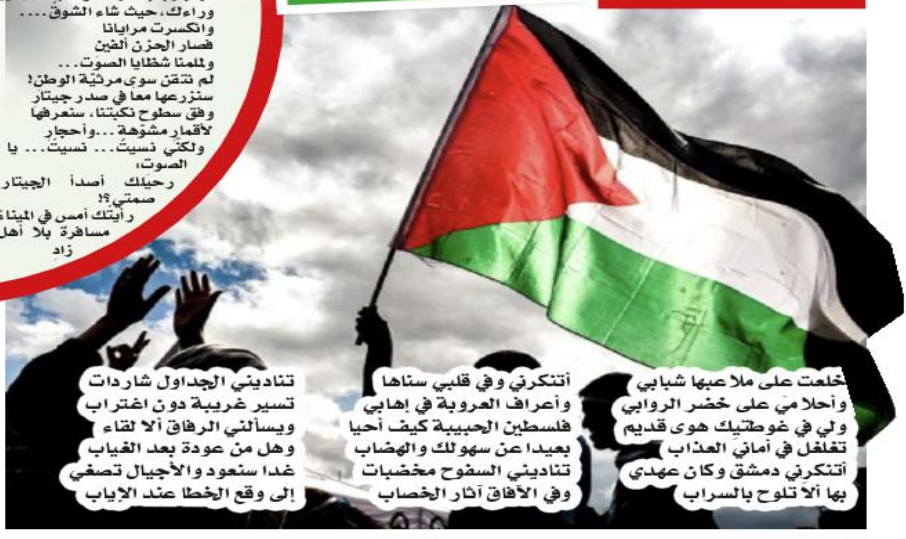 وراءك، حيث شاء الشوق....
وانكسرت مرايانا
فصار الحزن ألفين
ولملمنا شظايا الصوت...
لم نتقن سوى مرثيّة الوطن!
سنزرعها معا في صدر جيتار
وفق سطوح نكبتنا، سنعرفها
لأقمار مشوّهة...وأحجار
ولكنّي نسيت... نسيت... يا
الصوت،
رحيلك أصدأ الجيتار
صمتي؟!
رأيتك أمس في الميناء
مسافرة بلا أهل
زاد
خلعت على ملاعبها شبابي
وأحلامي على خضر الروابي
ولي في غوطتيك هوى قديم
تغلغل في أماني العذاب
أتنكرني دمشق وكان عهدي
بها ألا تلوح بالسراب
أتنكرني وفي قلبي سناها
وأعراف العروبة في إهابي
فلسطين الحبيبة كيف أحيا
بعيدا عن سهولك والهضاب
تناديني السفوح مخضبات
وفي الآفاق آثار الخضاب
تناديني الجداول شاردات
تسير غريبة دون اغتراب
ويسألني الرفاق ألا لقاء
وهل من عودة بعد الغياب
غدا سنعود والأجيال تصغي
إلى وقع الخطا عند الإياب